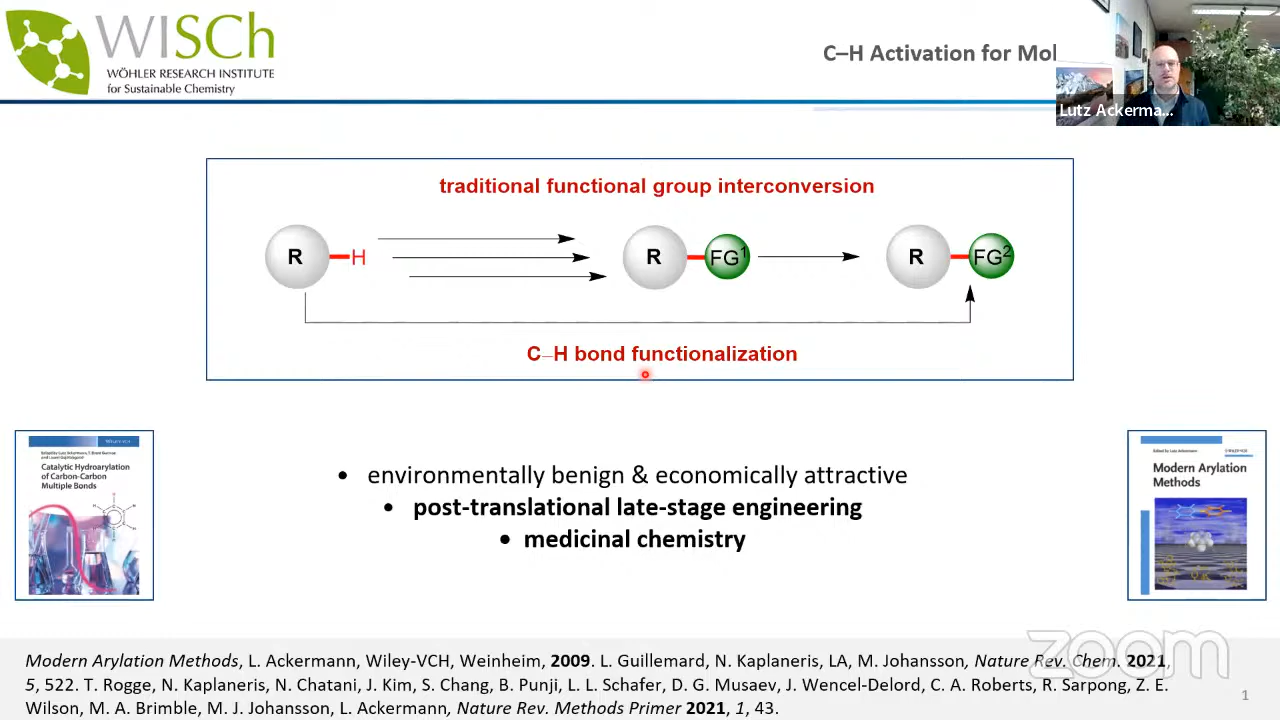 WISCh
WÖHLER RESEARCH INSTITUTE
for Sustainable Chemistry
C–H Activation for Mol
Lutz Ackerma...
traditional functional group interconversion
R H R FG1 R FG2
C–H bond functionalization
Catalytic Hydroarylation
of Carbon-Carbon
Multiple Bonds
Edited by Lutz Ackermann
Modern Arylation
Methods
• environmentally benign & economically attractive
• post-translational late-stage engineering
• medicinal chemistry
zoom
Modern Arylation Methods, L. Ackermann, Wiley-VCH, Weinheim, 2009. L. Guillemard, N. Kaplaneris, LA, M. Johansson, Nature Rev. Chem. 2021,
5, 522. T. Rogge, N. Kaplaneris, N. Chatani, J. Kim, S. Chang, B. Punji, L. L. Schafer, D. G. Musaev, J. Wencel-Delord, C. A. Roberts, R. Sarpong, Z. E.
Wilson, M. A. Brimble, M. J. Johansson, L. Ackermann, Nature Rev. Methods Primer 2021, 1, 43.
1